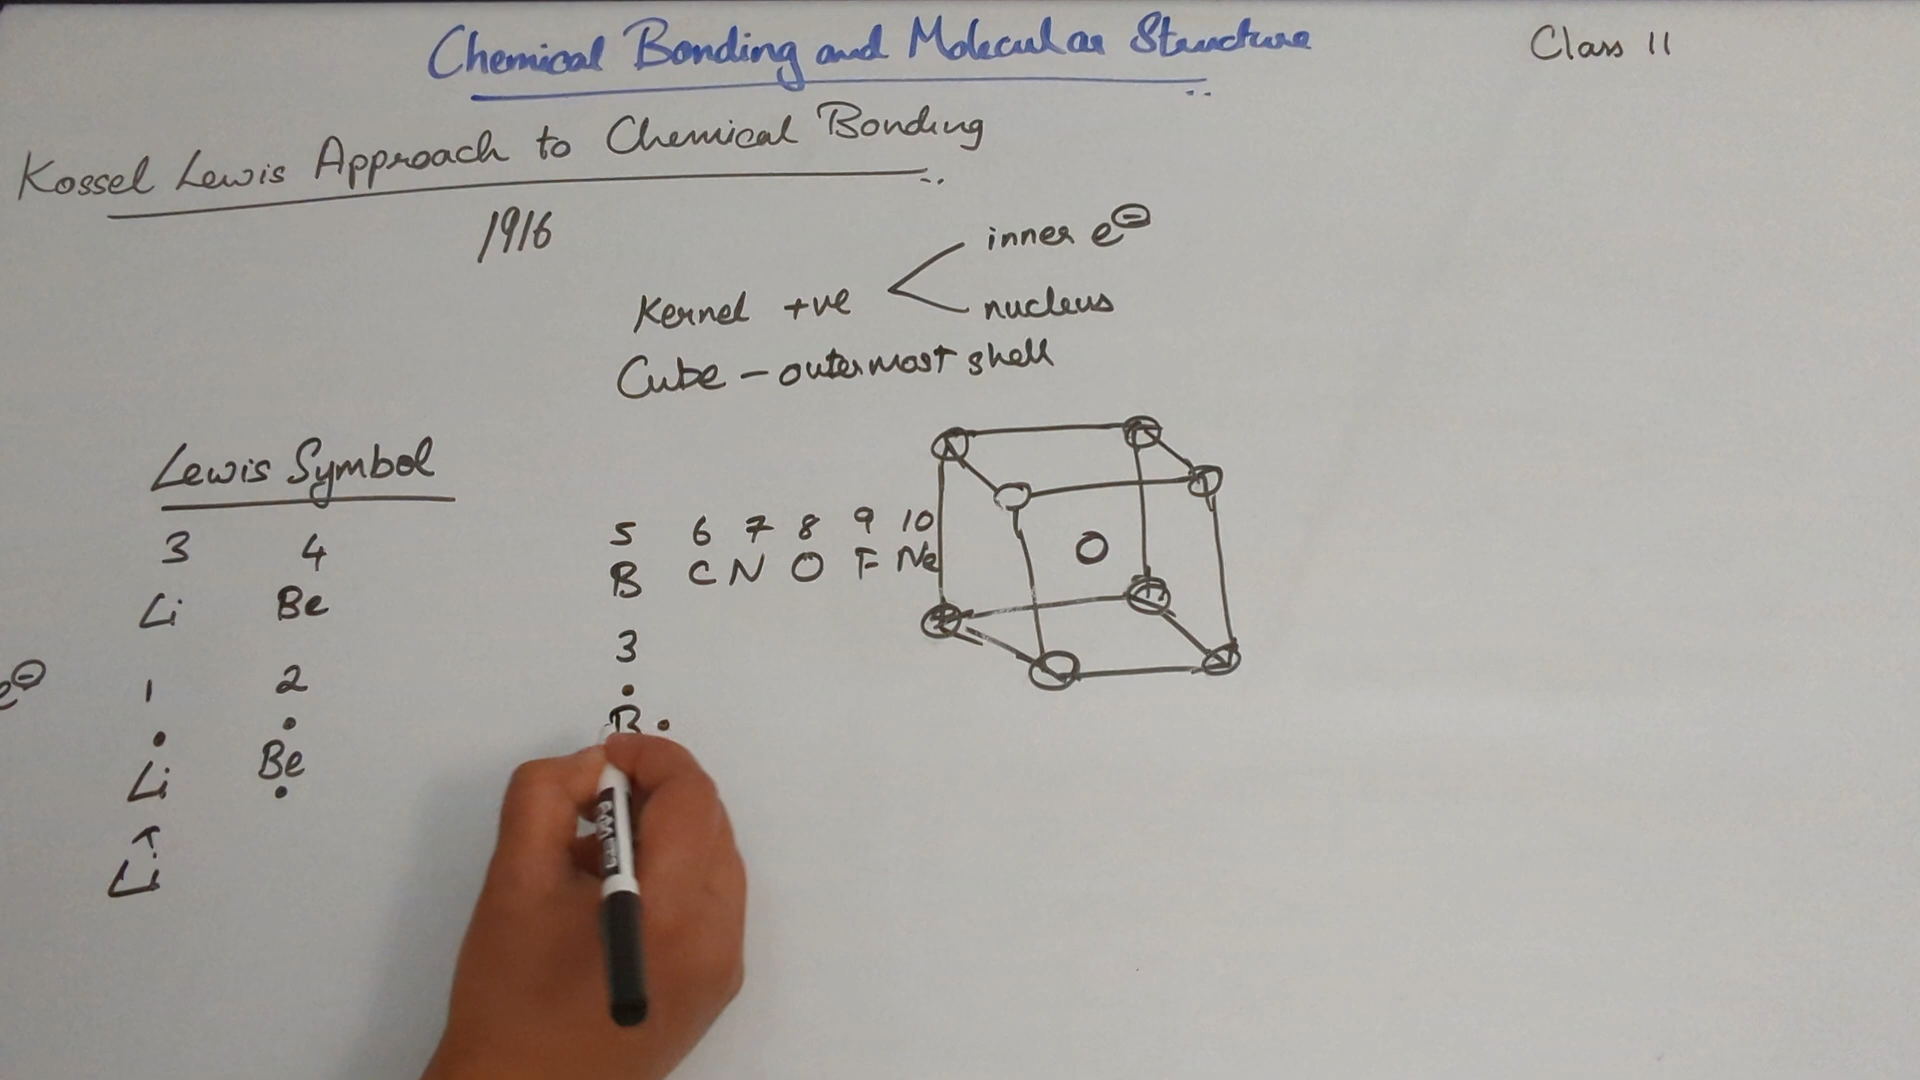 Chemical Bonding and Molecular Structure
Class 11
Kossel Lewis Approach to Chemical Bonding
1916
inner e⊖
Kernel +ve
nucleus
Cube – outermost shell
Lewis Symbol
3 4 5 6 7 8 9 10
Li Be B C N O F Ne
O
3
e⊖ 1 2
B
Li Be
Li